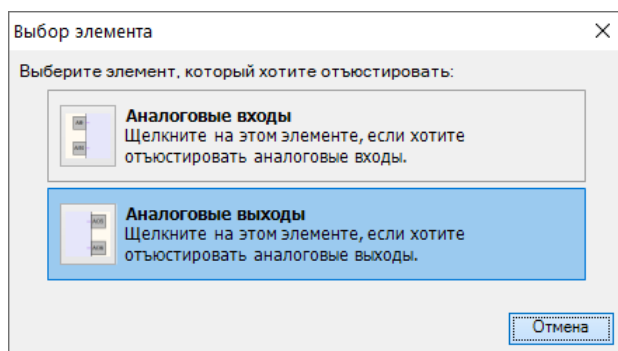 Выбор элемента
Выберите элемент, который хотите отъюстировать:
Аналоговые входы
Щелкните на этом элементе, если хотите
отъюстировать аналоговые входы.
Аналоговые выходы
Щелкните на этом элементе, если хотите
отъюстировать аналоговые выходы.
Отмена